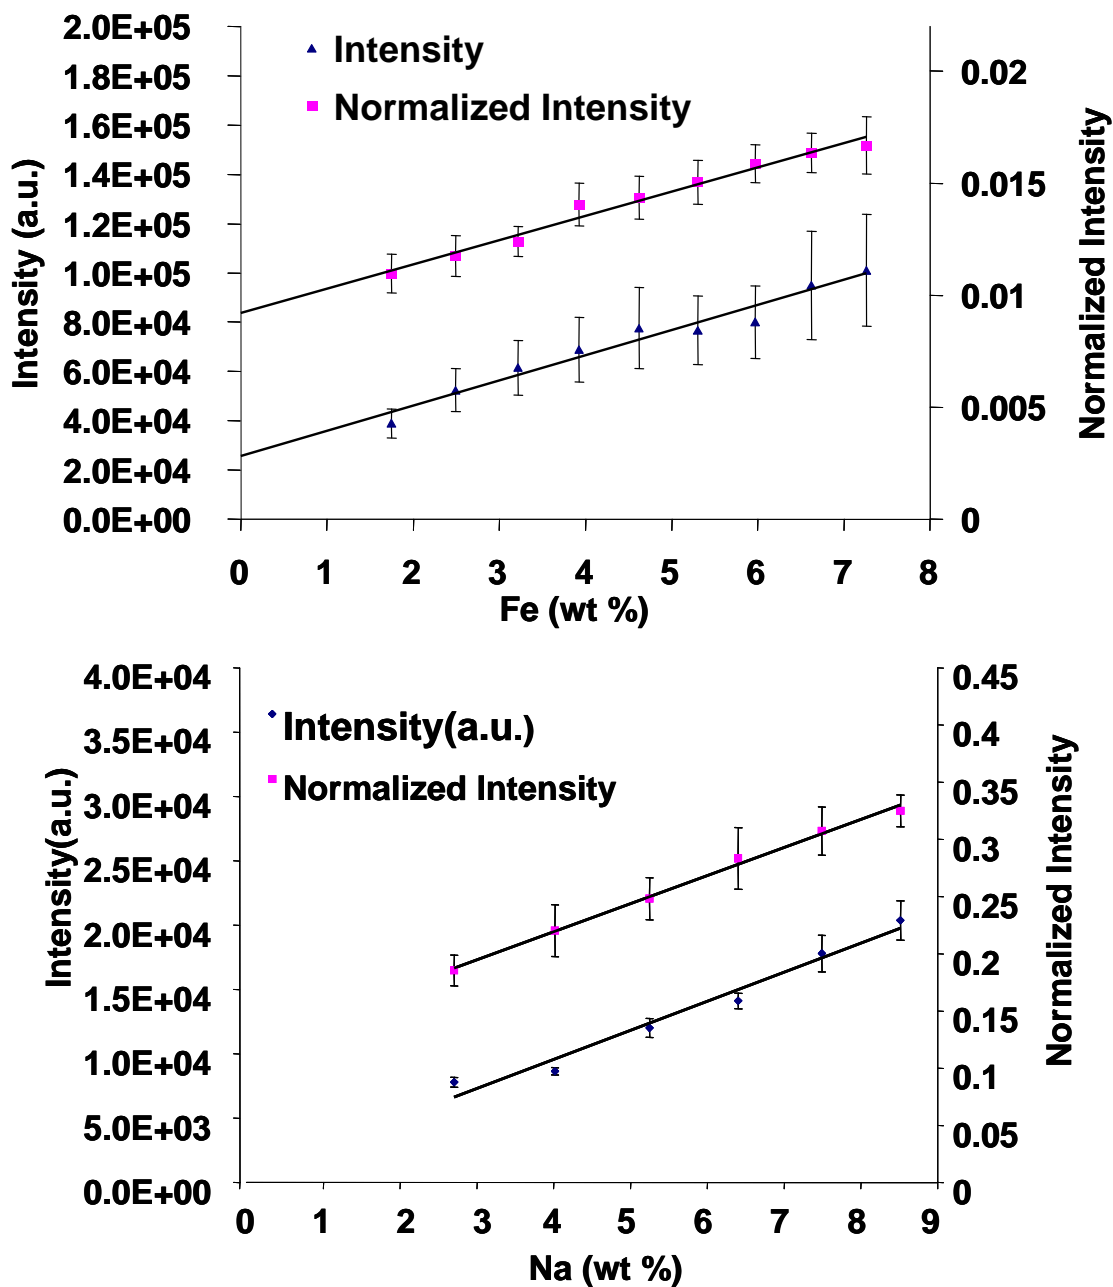 2.0E+05
1.8E+05
1.6E+05
1.4E+05
1.2E+05
1.0E+05
8.0E+04
6.0E+04
4.0E+04
2.0E+04
0.0E+00
Intensity (a.u.)
Intensity
Normalized Intensity
0.02
0.015
0.01
0.005
0
Normalized Intensity
0 1 2 3 4 5 6 7 8
Fe (wt %)
4.0E+04
3.5E+04
3.0E+04
2.5E+04
2.0E+04
1.5E+04
1.0E+04
5.0E+03
0.0E+00
Intensity(a.u.)
Intensity(a.u.)
Normalized Intensity
0.45
0.4
0.35
0.3
0.25
0.2
0.15
0.1
0.05
0
Normalized Intensity
0 1 2 3 4 5 6 7 8 9
Na (wt %)